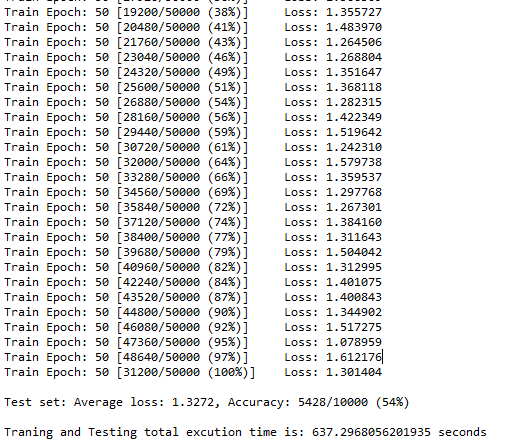 Train Epoch: 50 [19200/50000 (38%)] Loss: 1.355727
Train Epoch: 50 [20480/50000 (41%)] Loss: 1.483970
Train Epoch: 50 [21760/50000 (43%)] Loss: 1.264506
Train Epoch: 50 [23040/50000 (46%)] Loss: 1.268804
Train Epoch: 50 [24320/50000 (49%)] Loss: 1.351647
Train Epoch: 50 [25600/50000 (51%)] Loss: 1.368118
Train Epoch: 50 [26880/50000 (54%)] Loss: 1.282315
Train Epoch: 50 [28160/50000 (56%)] Loss: 1.422349
Train Epoch: 50 [29440/50000 (59%)] Loss: 1.519642
Train Epoch: 50 [30720/50000 (61%)] Loss: 1.242310
Train Epoch: 50 [32000/50000 (64%)] Loss: 1.579738
Train Epoch: 50 [33280/50000 (66%)] Loss: 1.359537
Train Epoch: 50 [34560/50000 (69%)] Loss: 1.297768
Train Epoch: 50 [35840/50000 (72%)] Loss: 1.267301
Train Epoch: 50 [37120/50000 (74%)] Loss: 1.384160
Train Epoch: 50 [38400/50000 (77%)] Loss: 1.311643
Train Epoch: 50 [39680/50000 (79%)] Loss: 1.504042
Train Epoch: 50 [40960/50000 (82%)] Loss: 1.312995
Train Epoch: 50 [42240/50000 (84%)] Loss: 1.401075
Train Epoch: 50 [43520/50000 (87%)] Loss: 1.400843
Train Epoch: 50 [44800/50000 (90%)] Loss: 1.344902
Train Epoch: 50 [46080/50000 (92%)] Loss: 1.517275
Train Epoch: 50 [47360/50000 (95%)] Loss: 1.078959
Train Epoch: 50 [48640/50000 (97%)] Loss: 1.612176
Train Epoch: 50 [31200/50000 (100%)] Loss: 1.301404
Test set: Average loss: 1.3272, Accuracy: 5428/10000 (54%)
Traning and Testing total excution time is: 637.2968056201935 seconds